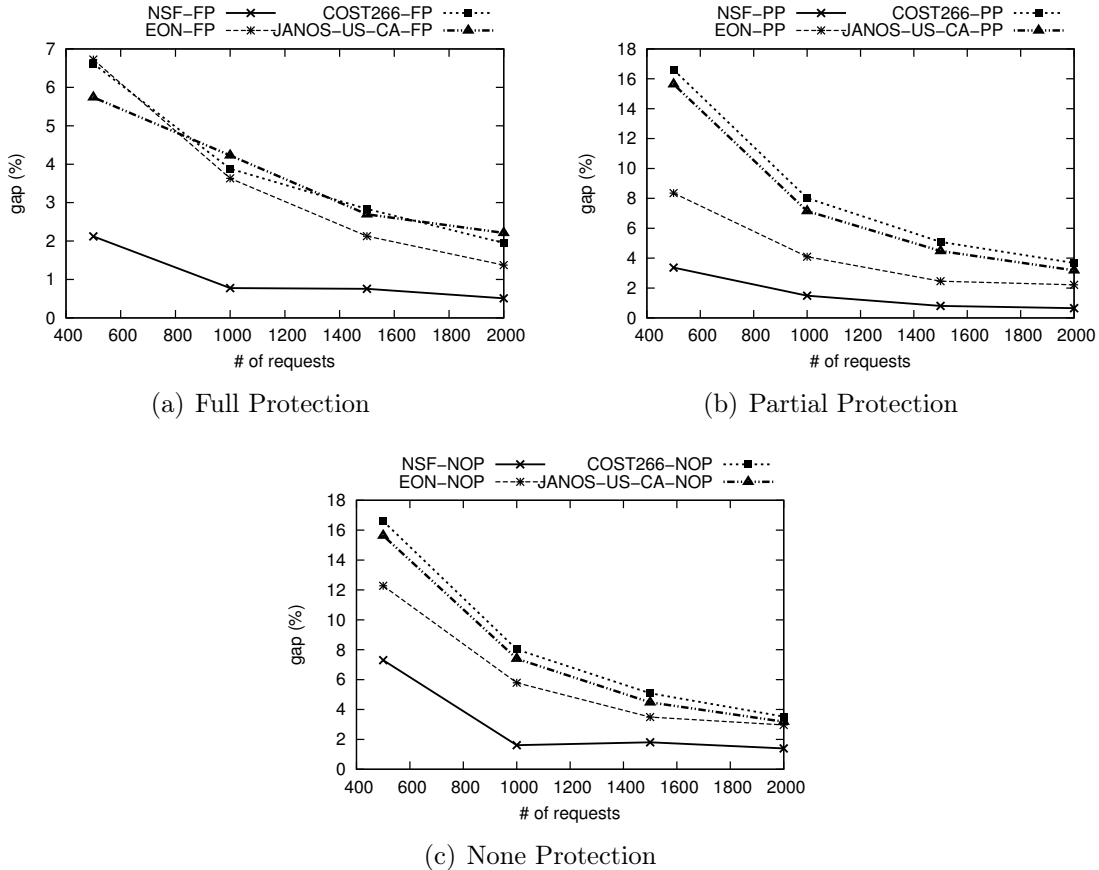 NSF−FP COST266−FP
EON−FP JANOS−US−CA−FP
7
6
5
4
3
2
1
0
gap (%)
400 600 800 1000 1200 1400 1600 1800 2000
# of requests
(a) Full Protection
NSF−PP COST266−PP
EON−PP JANOS−US−CA−PP
18
16
14
12
10
8
6
4
2
0
gap (%)
400 600 800 1000 1200 1400 1600 1800 2000
# of requests
(b) Partial Protection
NSF−NOP COST266−NOP
EON−NOP JANOS−US−CA−NOP
18
16
14
12
10
8
6
4
2
0
gap (%)
400 600 800 1000 1200 1400 1600 1800 2000
# of requests
(c) None Protection